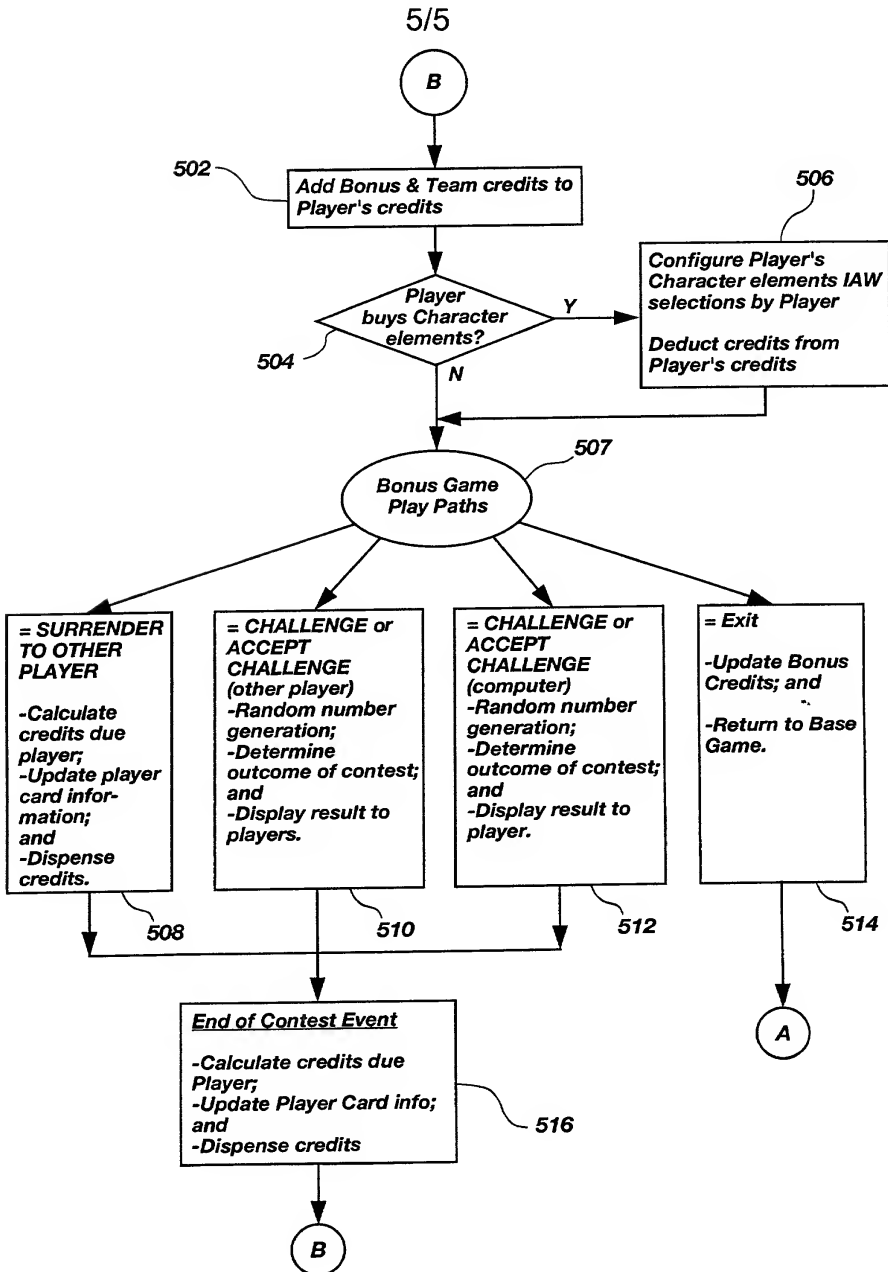 5/5
B
502
Add Bonus & Team credits to
Player's credits
506
Configure Player's
Character elements IAW
selections by Player
Deduct credits from
Player's credits
Player
buys Character
elements?
Y
504
N
507
Bonus Game
Play Paths
= SURRENDER
TO OTHER
PLAYER
-Calculate
credits due
player;
-Update player
card infor-
mation;
and
-Dispense
credits.
508
= CHALLENGE or
ACCEPT
CHALLENGE
(other player)
-Random number
generation;
-Determine
outcome of contest;
and
-Display result to
players.
510
= CHALLENGE or
ACCEPT
CHALLENGE
(computer)
-Random number
generation;
-Determine
outcome of contest;
and
-Display result to
player.
512
= Exit
-Update Bonus
Credits; and
-Return to Base
Game.
514
A
End of Contest Event
-Calculate credits due
Player;
-Update Player Card info;
and
-Dispense credits
516
B